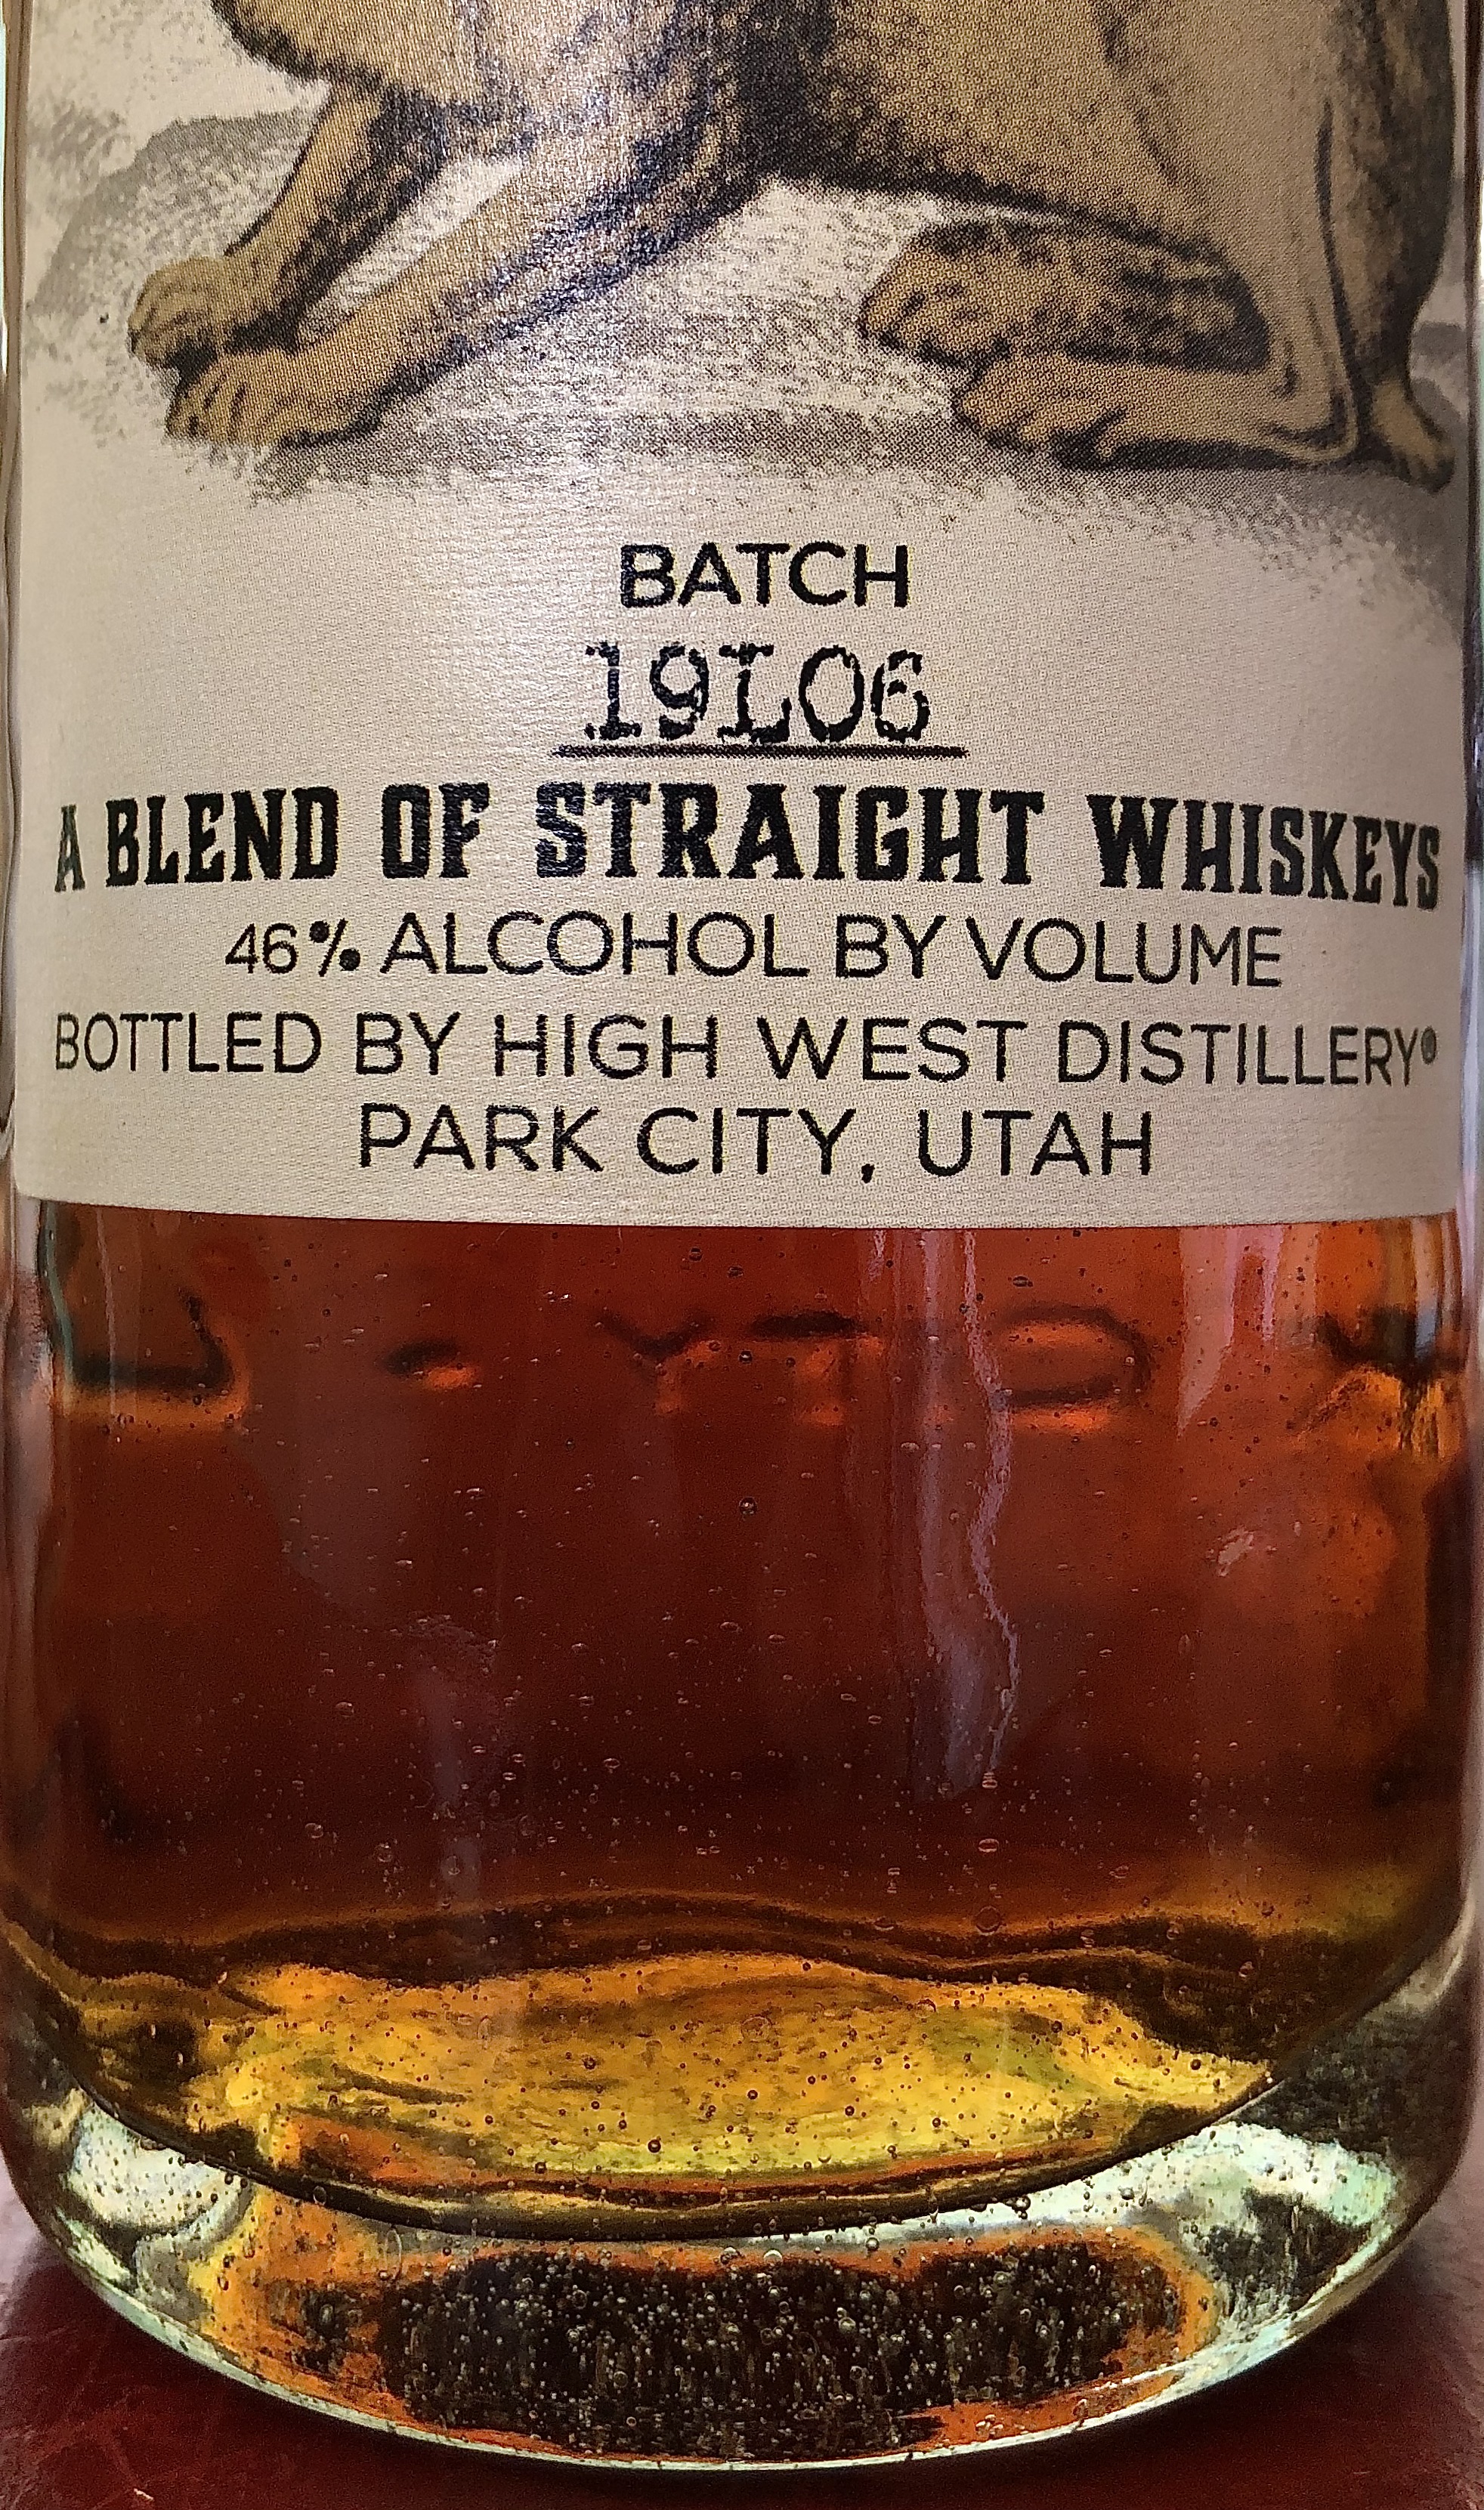 BATCH
19L06
A BLEND OF STRAIGHT WHISKEYS
46% ALCOHOL BY VOLUME
BOTTLED BY HIGH WEST DISTILLERY®
PARK CITY, UTAH